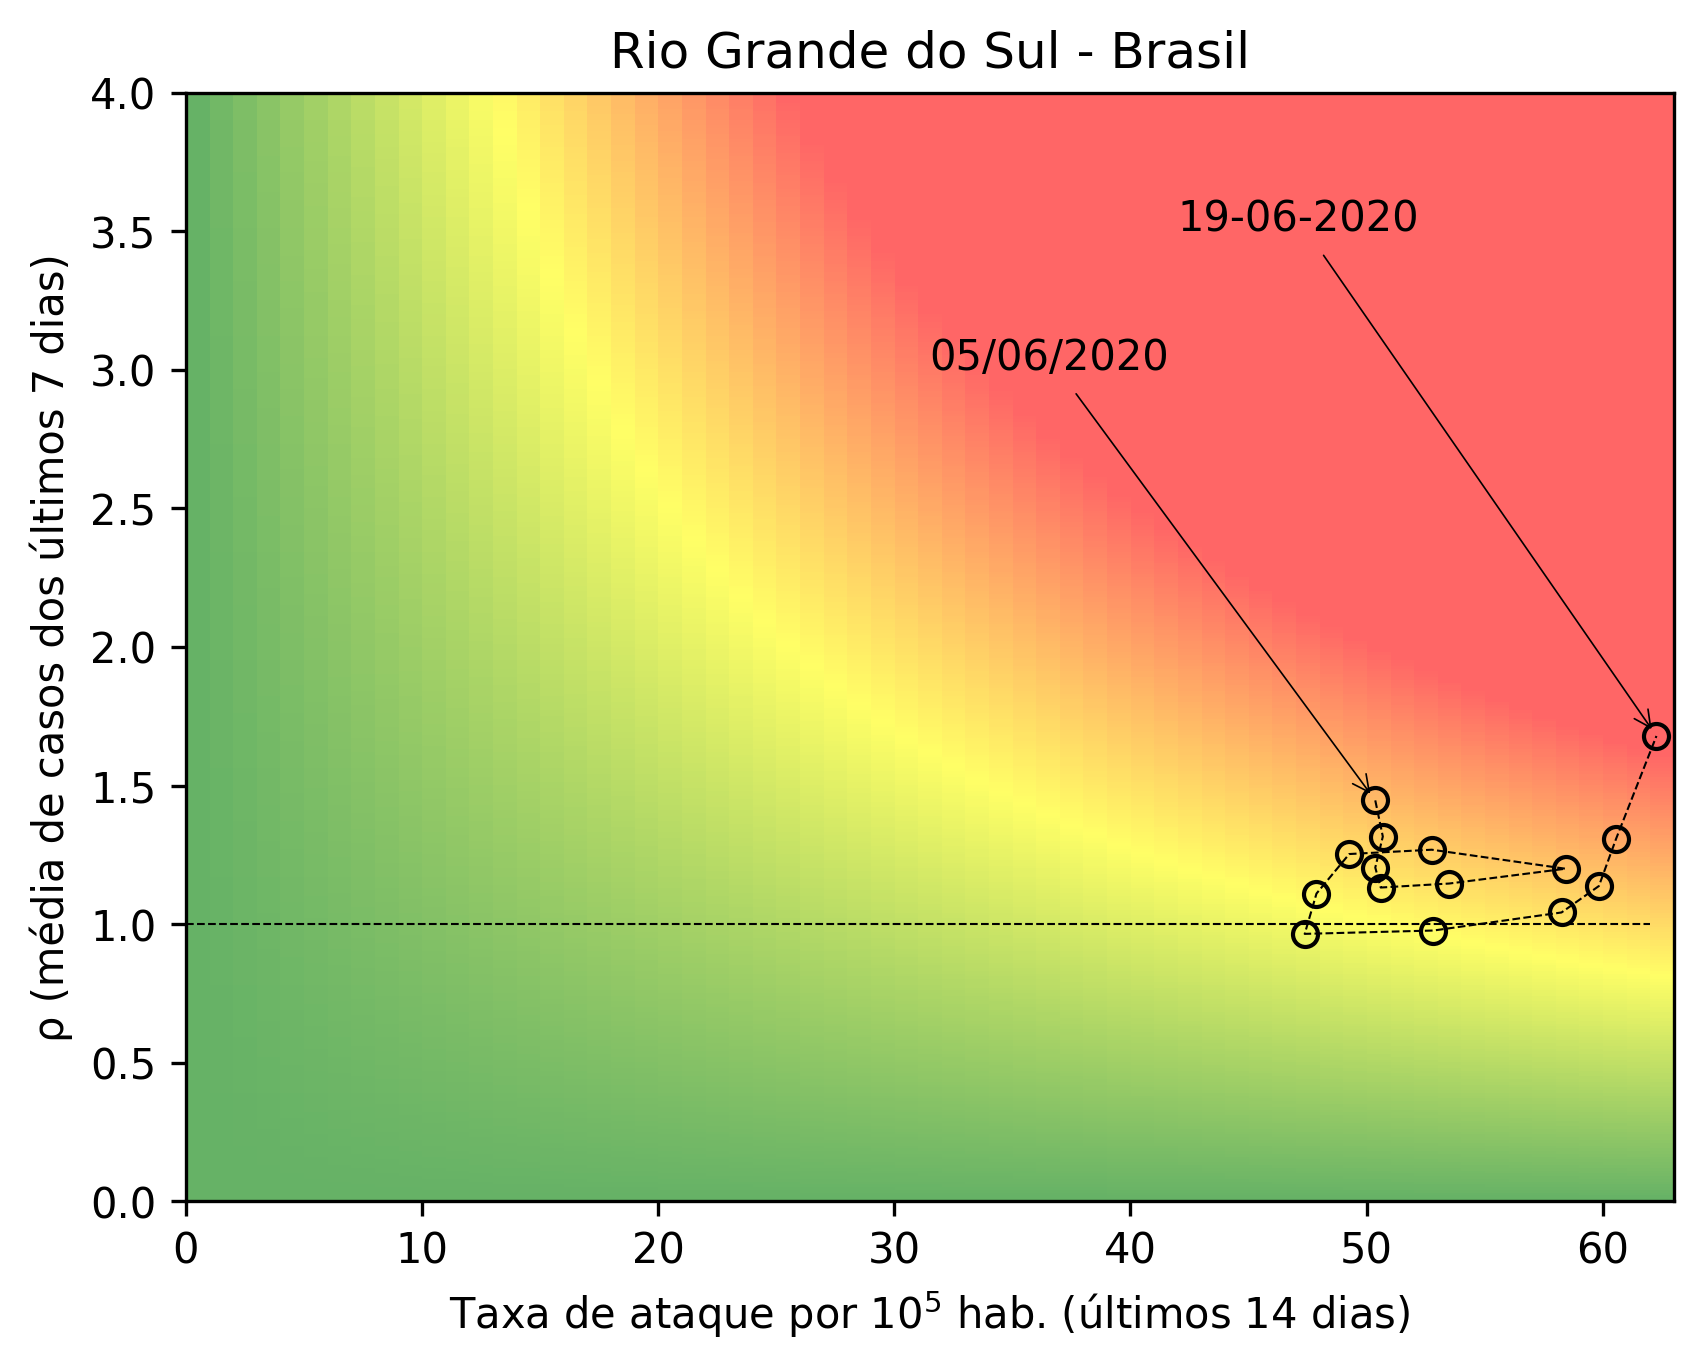 Rio Grande do Sul - Brasil
4.0
3.5
3.0
2.5
2.0
1.5
1.0
0.5
0.0
ρ (média de casos dos últimos 7 dias)
19-06-2020
05/06/2020
0 10 20 30 40 50 60
Taxa de ataque por 10⁵ hab. (últimos 14 dias)